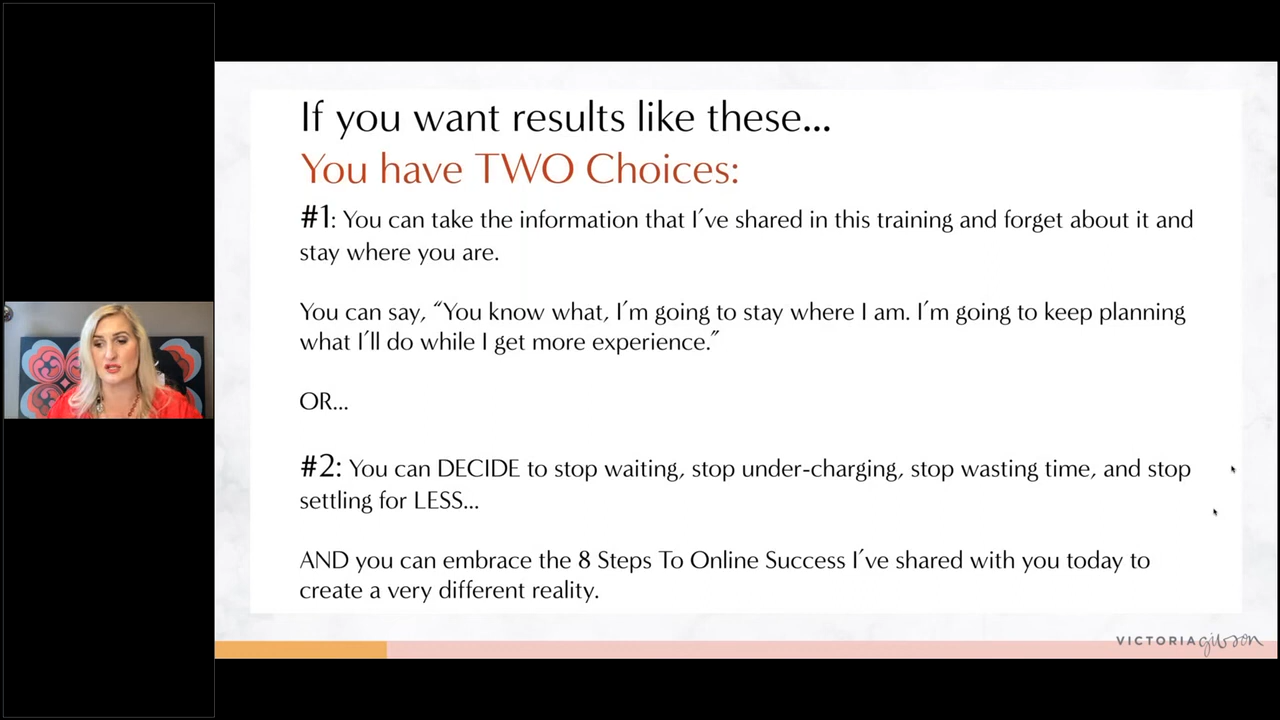 If you want results like these...
You have TWO Choices:
#1: You can take the information that I´ve shared in this training and forget about it and
stay where you are.
You can say, “You know what, I´m going to stay where I am. I´m going to keep planning
what I´ll do while I get more experience.”
OR...
#2: You can DECIDE to stop waiting, stop under-charging, stop wasting time, and stop
settling for LESS...
AND you can embrace the 8 Steps To Online Success I´ve shared with you today to
create a very different reality.
VICTORIA gibson